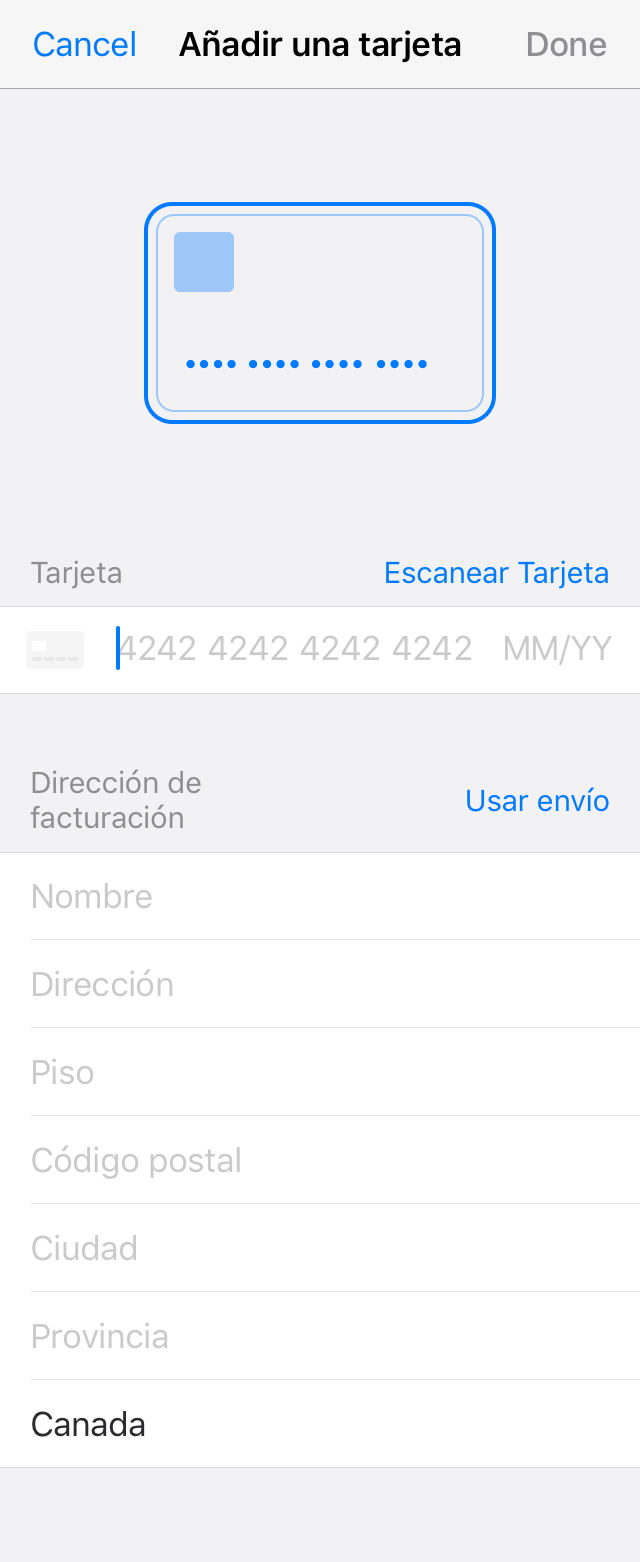 Cancel Añadir una tarjeta Done
•••• •••• •••• ••••
Tarjeta Escanear Tarjeta
4242 4242 4242 4242 MM/YY
Dirección de
facturación
Usar envío
Nombre
Dirección
Piso
Código postal
Ciudad
Provincia
Canada